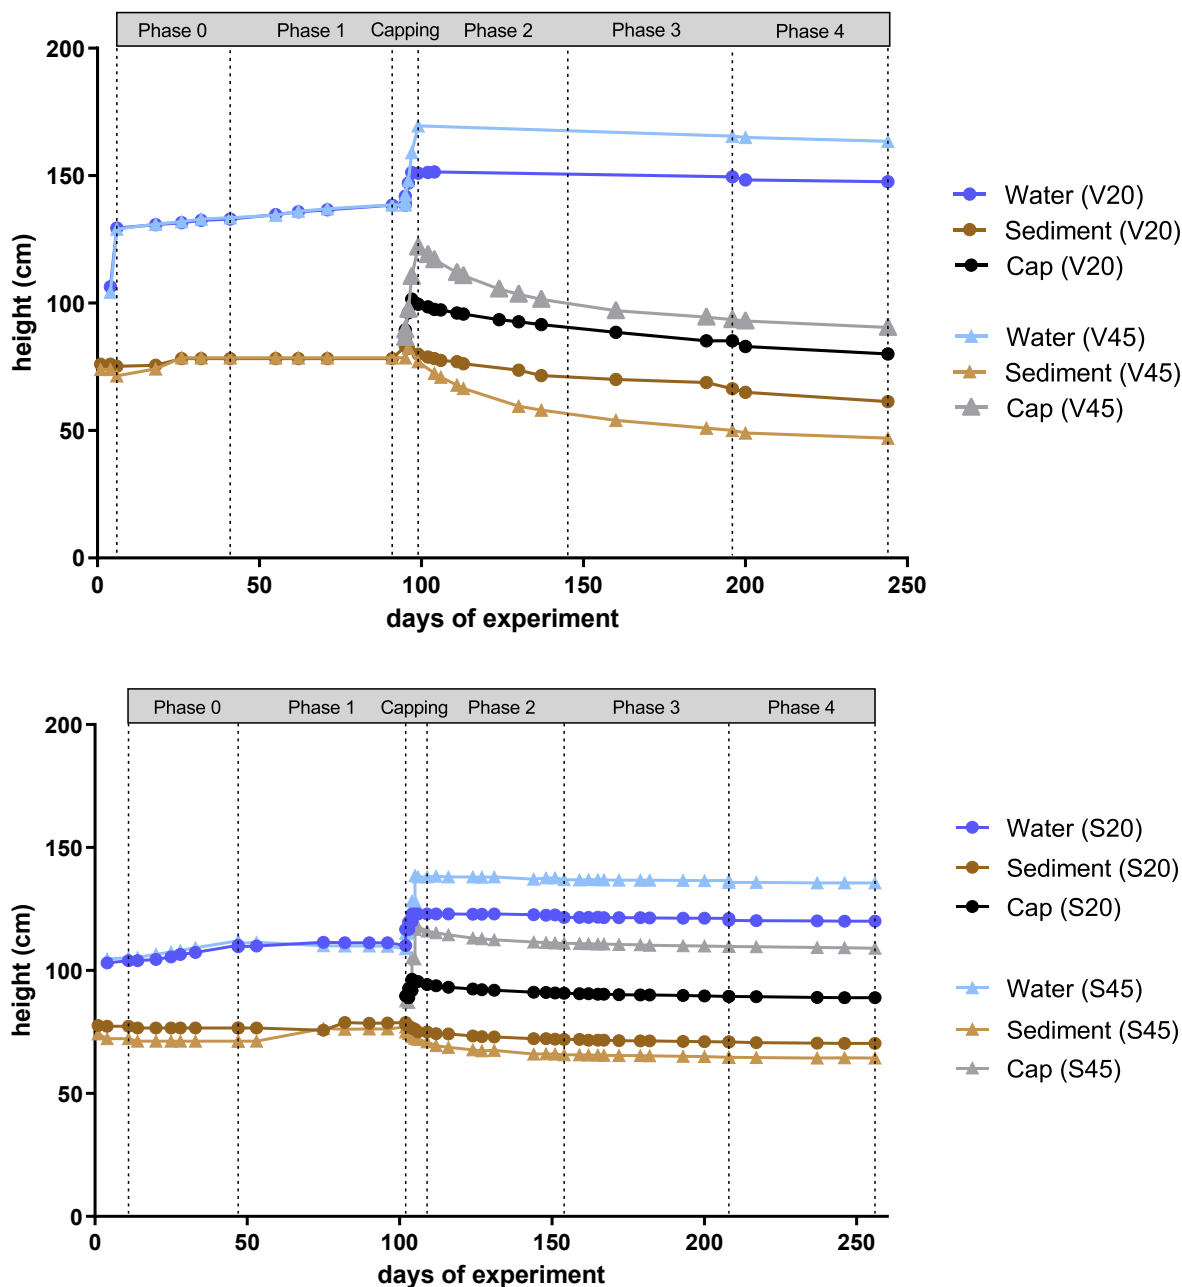 Phase 0 Phase 1 Capping Phase 2 Phase 3 Phase 4
200
150
100
50
0
0 50 100 150 200 250
height (cm)
days of experiment
Water (V20)
Sediment (V20)
Cap (V20)
Water (V45)
Sediment (V45)
Cap (V45)
Phase 0 Phase 1 Capping Phase 2 Phase 3 Phase 4
200
150
100
50
0
0 50 100 150 200 250
height (cm)
days of experiment
Water (S20)
Sediment (S20)
Cap (S20)
Water (S45)
Sediment (S45)
Cap (S45)